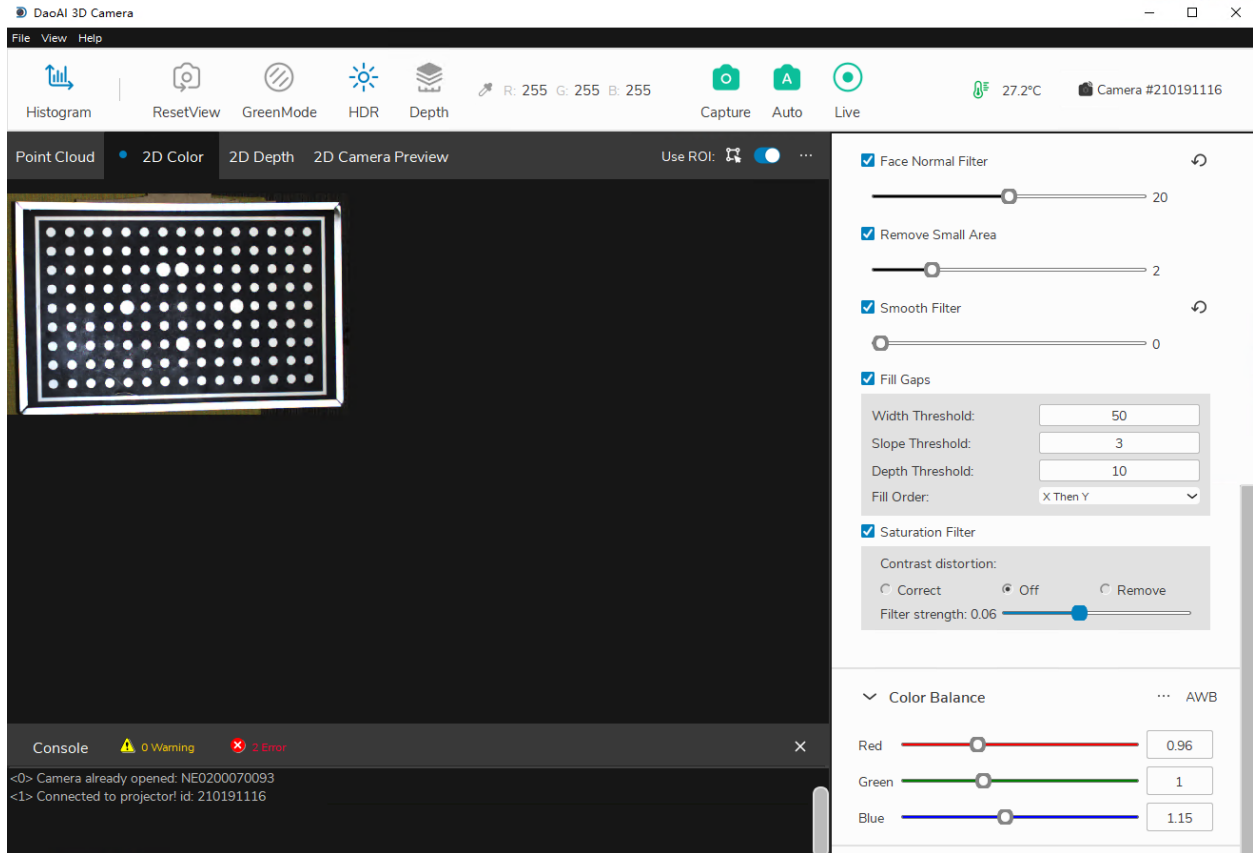 DaoAI 3D Camera
File View Help
Histogram ResetView GreenMode HDR Depth R: 255 G: 255 B: 255 Capture Auto Live 27.2°C Camera #210191116
Point Cloud 2D Color 2D Depth 2D Camera Preview Use ROI: ...
Face Normal Filter
20
Remove Small Area
2
Smooth Filter
0
Fill Gaps
Width Threshold: 50
Slope Threshold: 3
Depth Threshold: 10
Fill Order: X Then Y
Saturation Filter
Contrast distortion:
Correct Off Remove
Filter strength: 0.06
Color Balance ... AWB
Red 0.96
Green 1
Blue 1.15
Console 0 Warning 2 Error
<0> Camera already opened: NE0200070093
<1> Connected to projector! id: 210191116